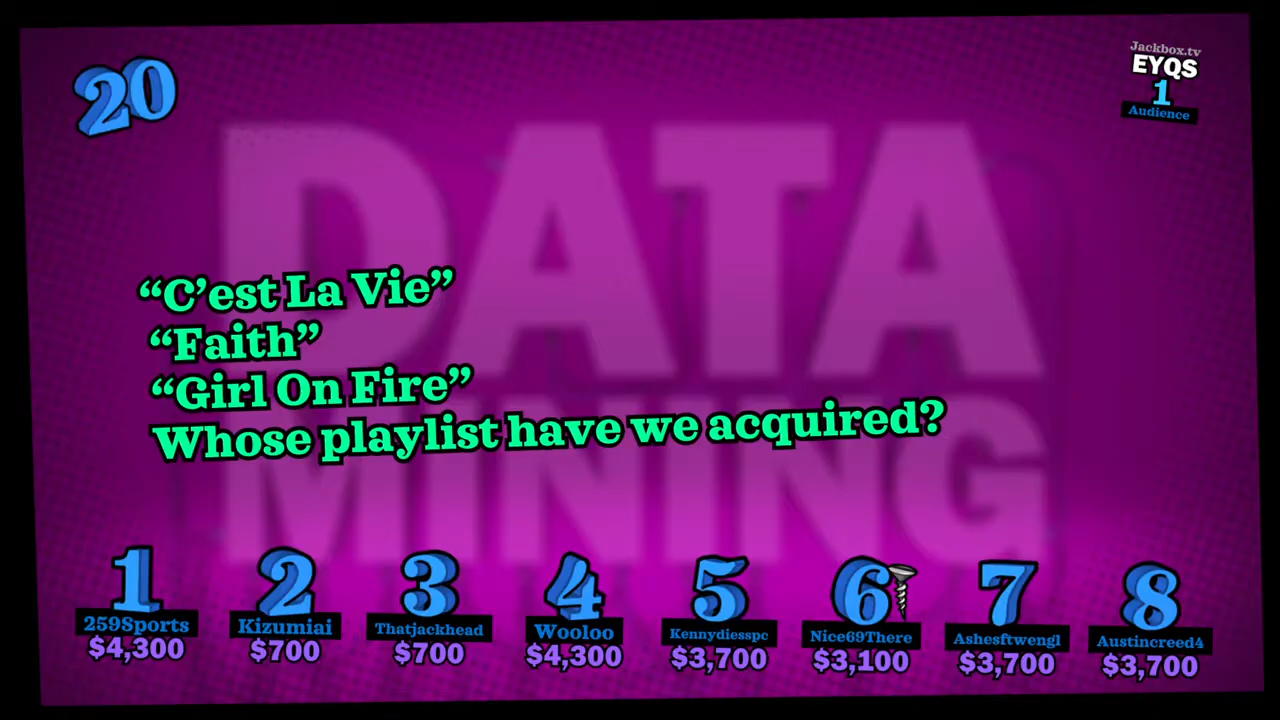 20
Jackbox.tv
EYQS
1
Audience
DATA
MINING
“C’est La Vie”
“Faith”
“Girl On Fire”
Whose playlist have we acquired?
1 2 3 4 5 6 7 8
259Sports Kizumiai Thatjackhead Wooloo Kennydiesspc Nice69There Ashesftwengl Austincreed4
$4,300 $700 $700 $4,300 $3,700 $3,100 $3,700 $3,700